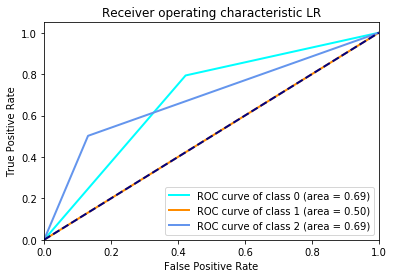 Receiver operating characteristic LR
1.0
0.8
0.6
0.4
0.2
0.0
True Positive Rate
ROC curve of class 0 (area = 0.69)
ROC curve of class 1 (area = 0.50)
ROC curve of class 2 (area = 0.69)
0.0 0.2 0.4 0.6 0.8 1.0
False Positive Rate